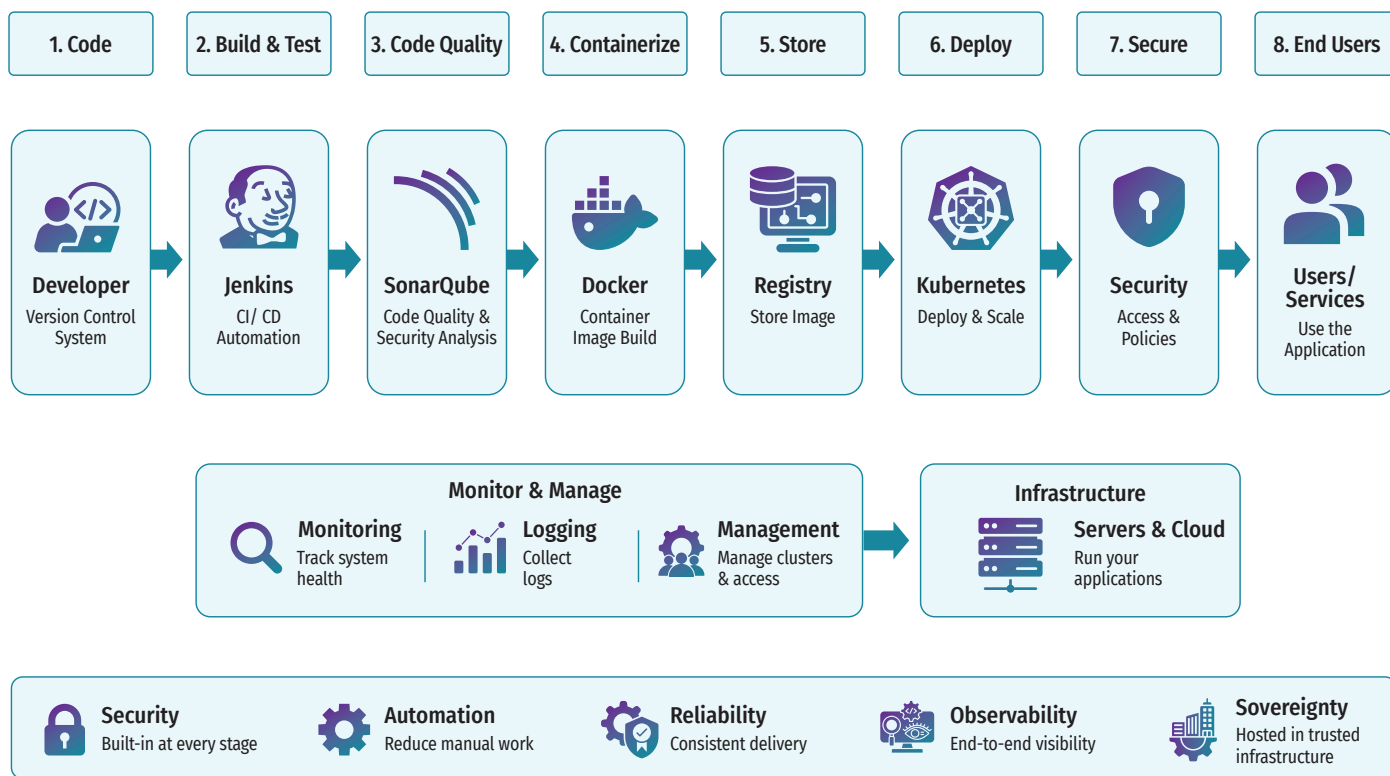 1. Code
2. Build & Test
3. Code Quality
4. Containerize
5. Store
6. Deploy
7. Secure
8. End Users
Developer
Version Control
System
Jenkins
CI/ CD
Automation
SonarQube
Code Quality &
Security Analysis
Docker
Container
Image Build
Registry
Store Image
Kubernetes
Deploy & Scale
Security
Access &
Policies
Users/
Services
Use the
Application
Monitor & Manage
Monitoring
Track system
health
Logging
Collect
logs
Management
Manage clusters
& access
Infrastructure
Servers & Cloud
Run your
applications
Security
Built-in at every stage
Automation
Reduce manual work
Reliability
Consistent delivery
Observability
End-to-end visibility
Sovereignty
Hosted in trusted
infrastructure